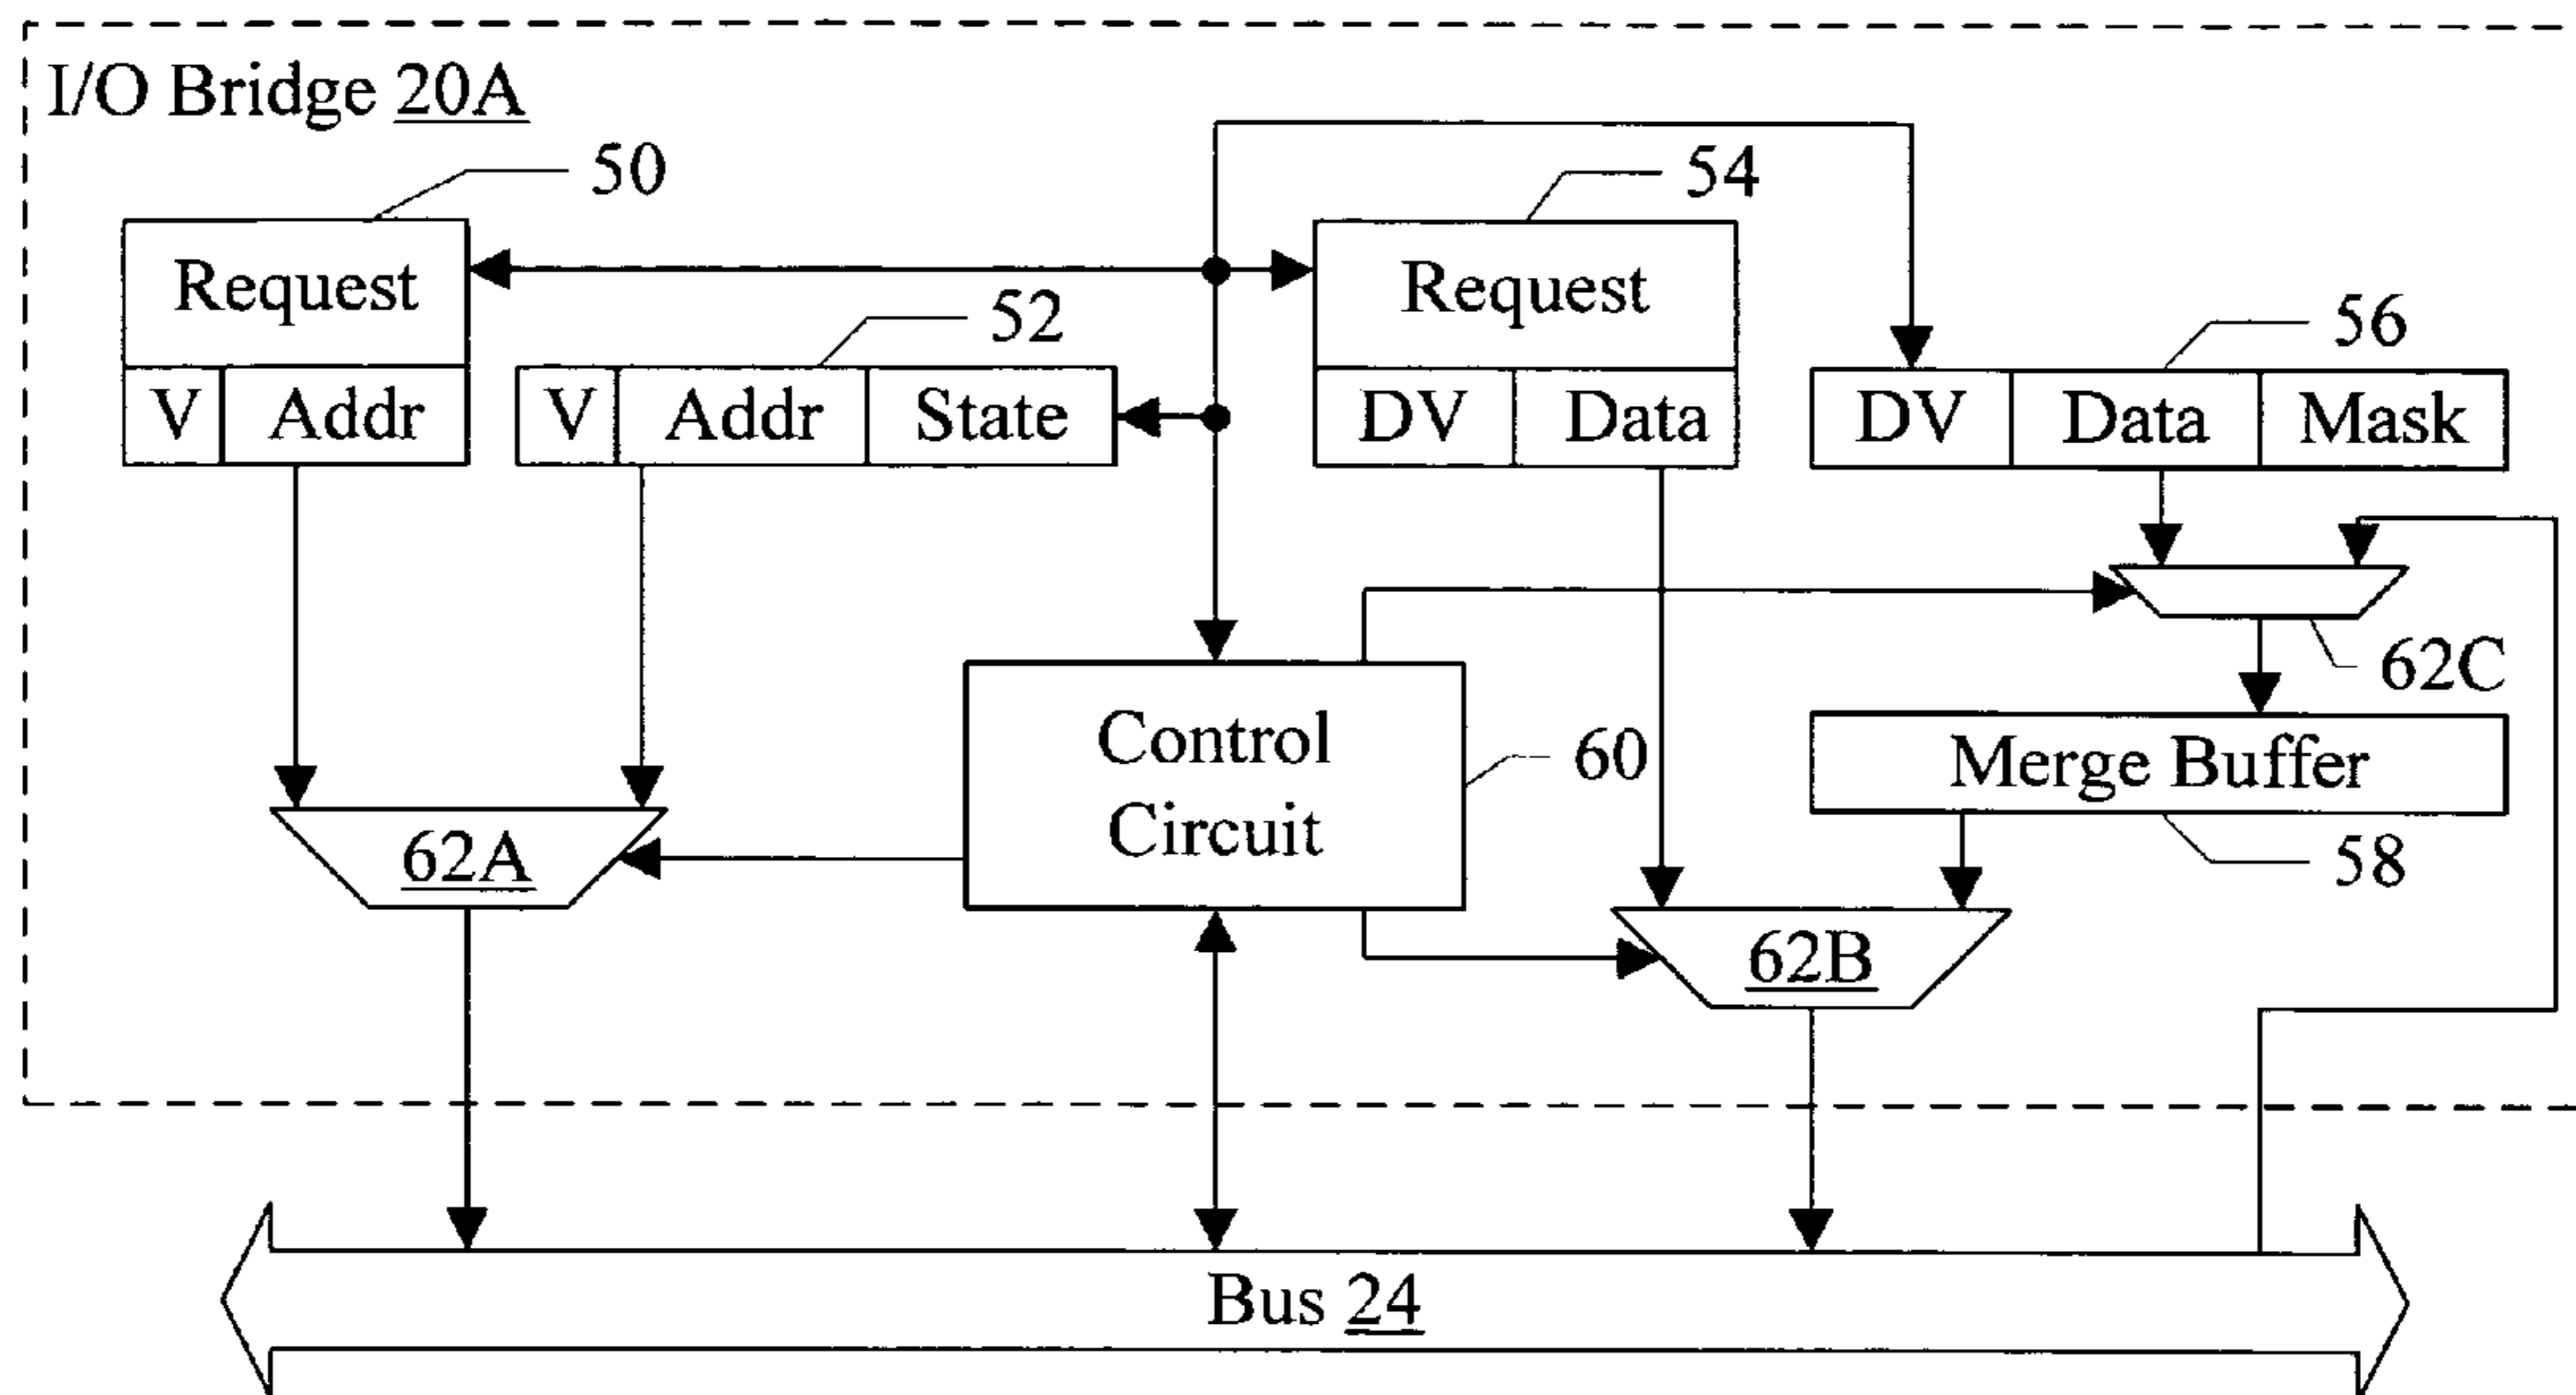 I/O Bridge 20A
50
54
Request
Request
52
56
V Addr
V Addr State
DV Data
DV Data Mask
62C
Control Circuit
60
Merge Buffer
62A
58
62B
Bus 24